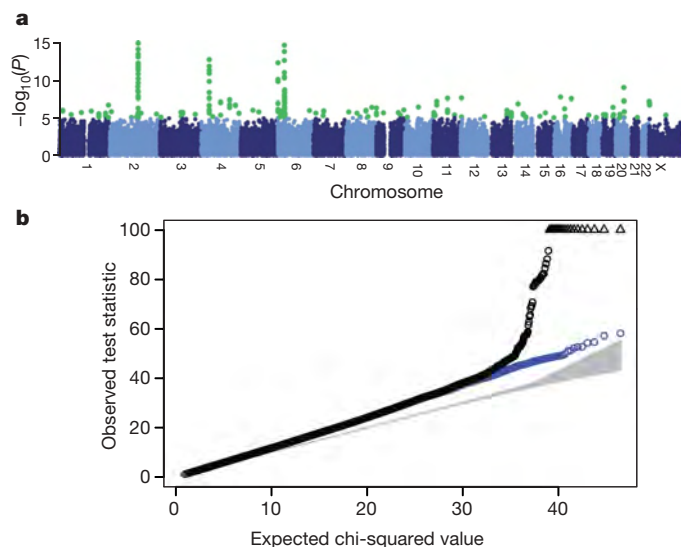 a
15
10
5
0
−log10(P)
1 2 3 4 5 6 7 8 9 10 11 12 13 14 15 16 17 18 19 20 21 22 X
Chromosome
b
100
80
60
40
20
0
Observed test statistic
0 10 20 30 40
Expected chi-squared value